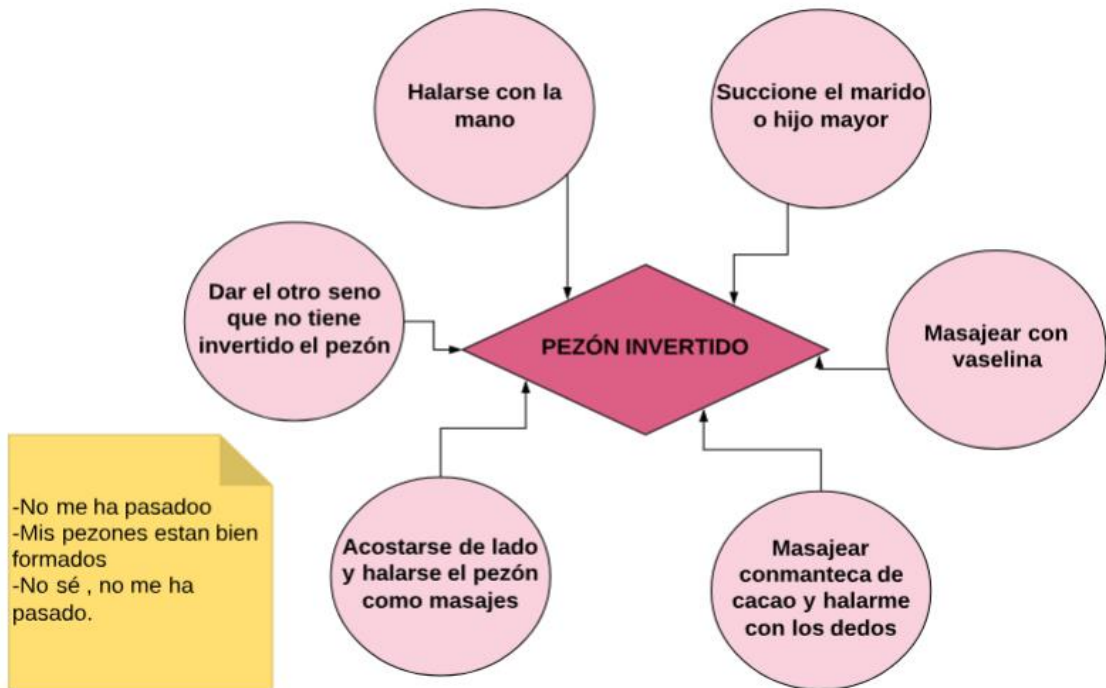 Halarse con la
mano
Succione el marido
o hijo mayor
Dar el otro seno
que no tiene
invertido el pezón
PEZÓN INVERTIDO
Masajear con
vaselina
-No me ha pasadoo
-Mis pezones estan bien
formados
-No sé , no me ha
pasado.
Acostarse de lado
y halarse el pezón
como masajes
Masajear
conmanteca de
cacao y halarme
con los dedos